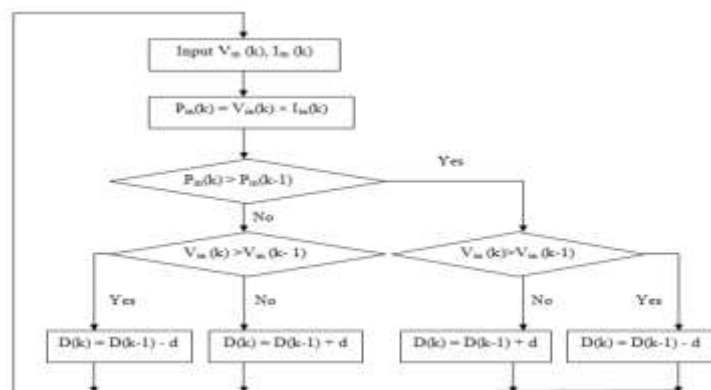 Input Vin (k), Iin (k)
Pin(k) = Vin(k) × Iin(k)
Yes
Pin(k) > Pin(k-1)
No
Vin (k) >Vin (k- 1)
Vin (k)>Vin (k-1)
Yes
No
No
Yes
D(k) = D(k-1) - d
D(k) = D(k-1) + d
D(k) = D(k-1) + d
D(k) = D(k-1) - d